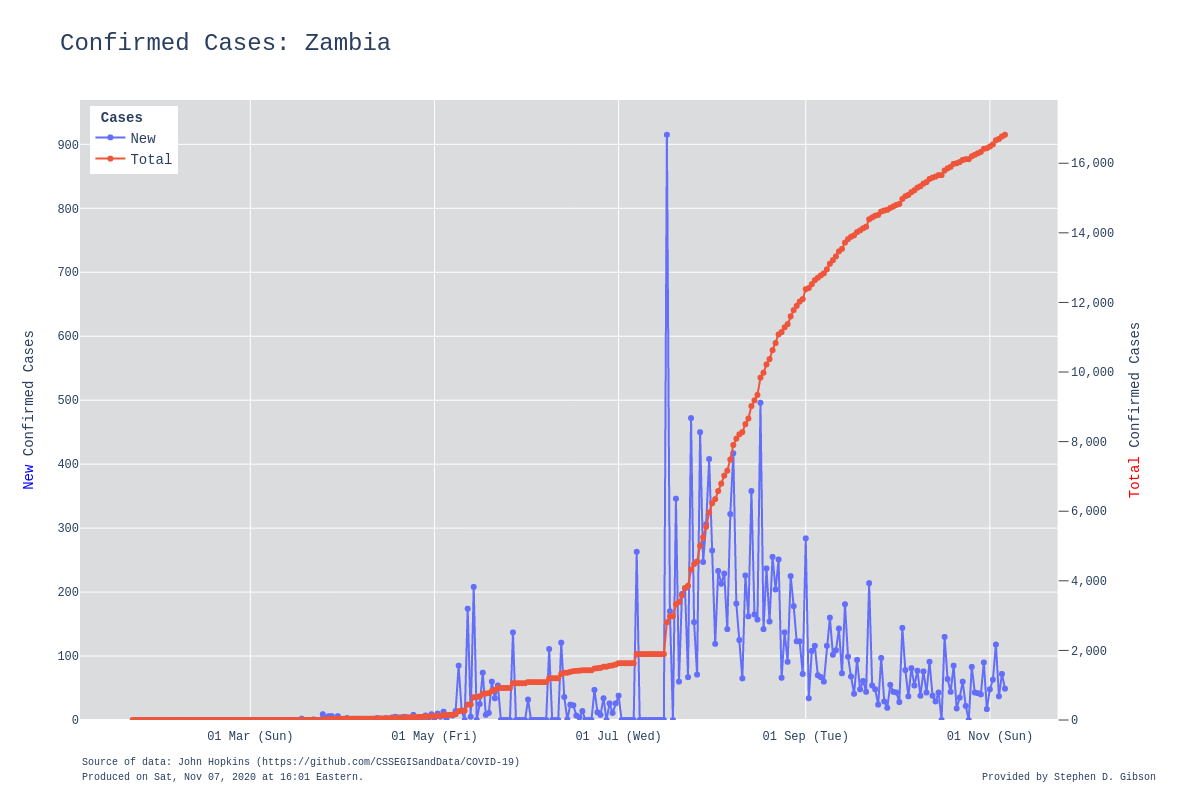 Confirmed Cases: Zambia
Cases
New
Total
900
800
700
600
500
400
300
200
100
0
16,000
14,000
12,000
10,000
8,000
6,000
4,000
2,000
0
New Confirmed Cases
Total Confirmed Cases
01 Mar (Sun)
01 May (Fri)
01 Jul (Wed)
01 Sep (Tue)
01 Nov (Sun)
Source of data: John Hopkins (https://github.com/CSSEGISandData/COVID-19)
Produced on Sat, Nov 07, 2020 at 16:01 Eastern.
Provided by Stephen D. Gibson